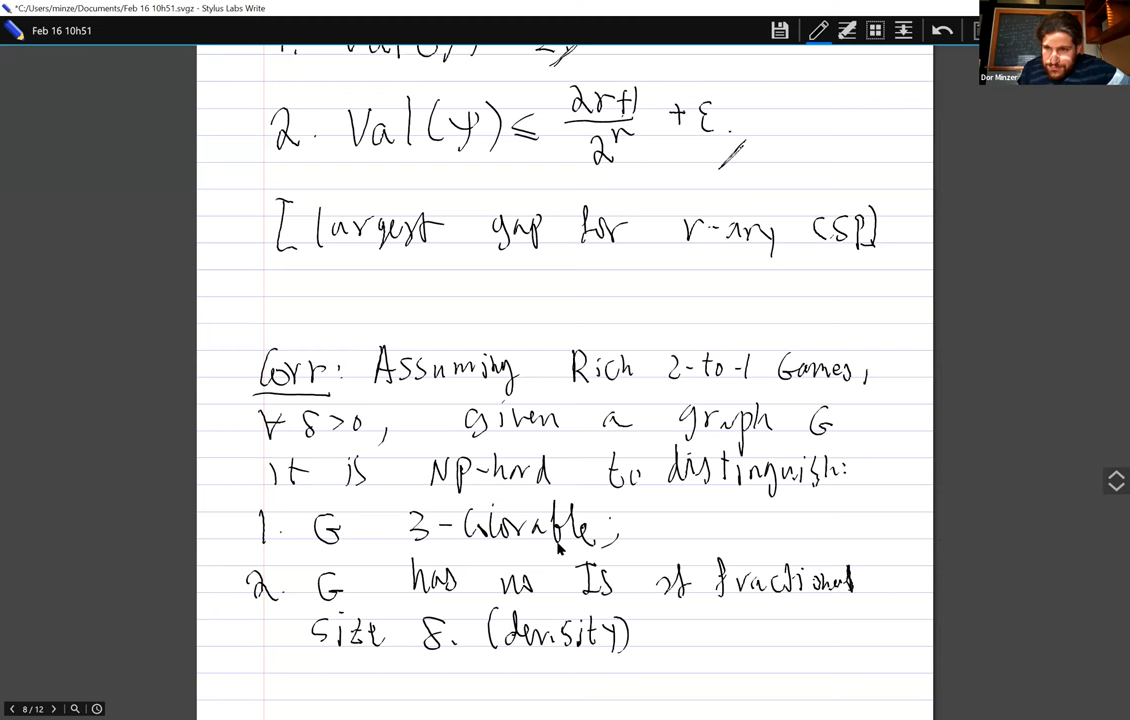 *C:/Users/minze/Documents/Feb 16 10h51.svgz - Stylus Labs Write
Feb 16 10h51
Dor Minzer
2. Val(ψ) ≤ 2r+1 / 2^r + ε.
[largest gap for r-ary CSP]
Corr: Assuming Rich 2-to-1 Games,
∀ δ>0, given a graph G
it is NP-hard to distinguish:
1. G 3-colorable;
2. G has no IS of fractional
size δ. (density)
8 / 12